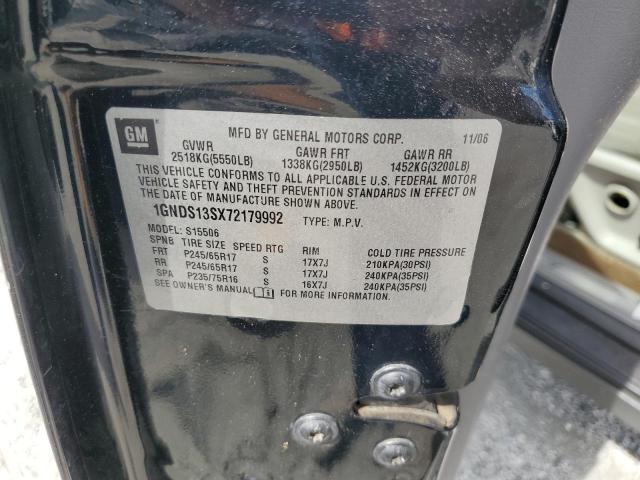 GM
MFD BY GENERAL MOTORS CORP. 11/06
GVWR GAWR FRT GAWR RR
2518KG(5550LB) 1338KG(2950LB) 1452KG(3200LB)
THIS VEHICLE CONFORMS TO ALL APPLICABLE U.S. FEDERAL MOTOR
VEHICLE SAFETY AND THEFT PREVENTION STANDARDS IN EFFECT ON
THE DATE OF MANUFACTURE SHOWN ABOVE.
1GNDS13SX72179992 TYPE: M.P.V.
MODEL: S15506
SPNB TIRE SIZE SPEED RTG RIM COLD TIRE PRESSURE
FRT P245/65R17 S 17X7J 210KPA(30PSI)
RR P245/65R17 S 17X7J 240KPA(35PSI)
SPA P235/75R16 S 16X7J 240KPA(35PSI)
SEE OWNER'S MANUAL FOR MORE INFORMATION.